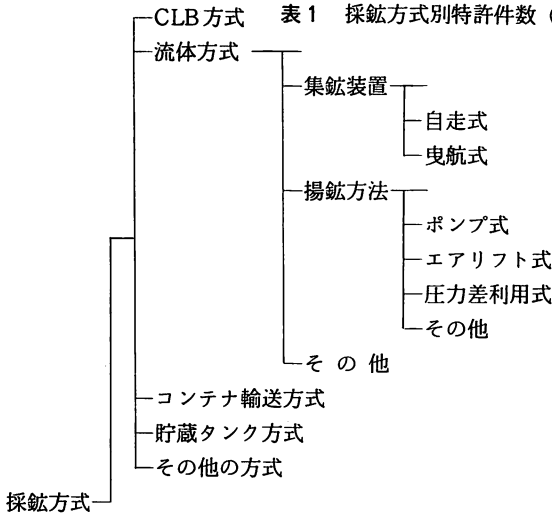 CLB方式
表1 採鉱方式別特許件数（
流体方式
集鉱装置
自走式
曳航式
揚鉱方法
ポンプ式
エアリフト式
圧力差利用式
その他
その他
コンテナ輸送方式
貯蔵タンク方式
その他の方式
採鉱方式